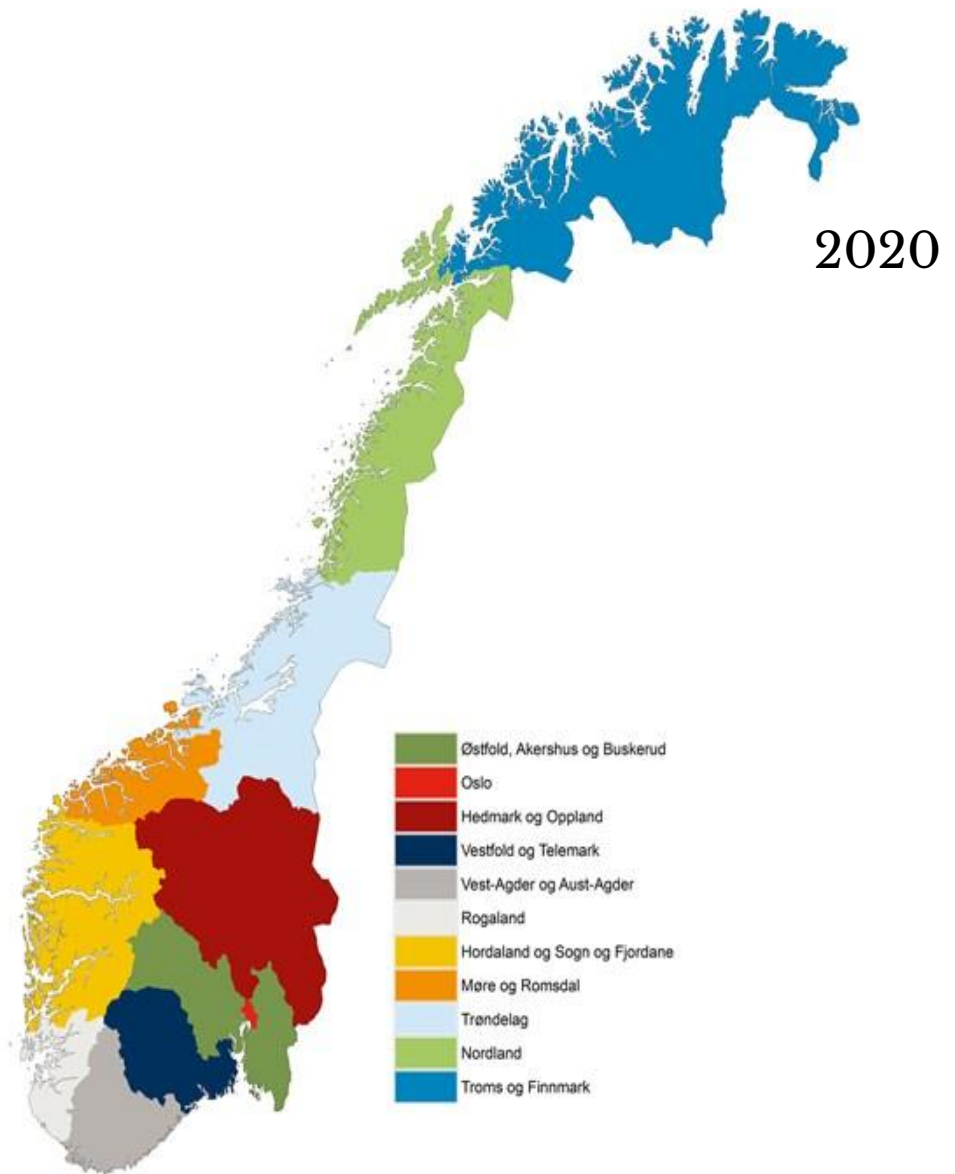 2020
Østfold, Akershus og Buskerud
Oslo
Hedmark og Oppland
Vestfold og Telemark
Vest-Agder og Aust-Agder
Rogaland
Hordaland og Sogn og Fjordane
Møre og Romsdal
Trøndelag
Nordland
Troms og Finnmark